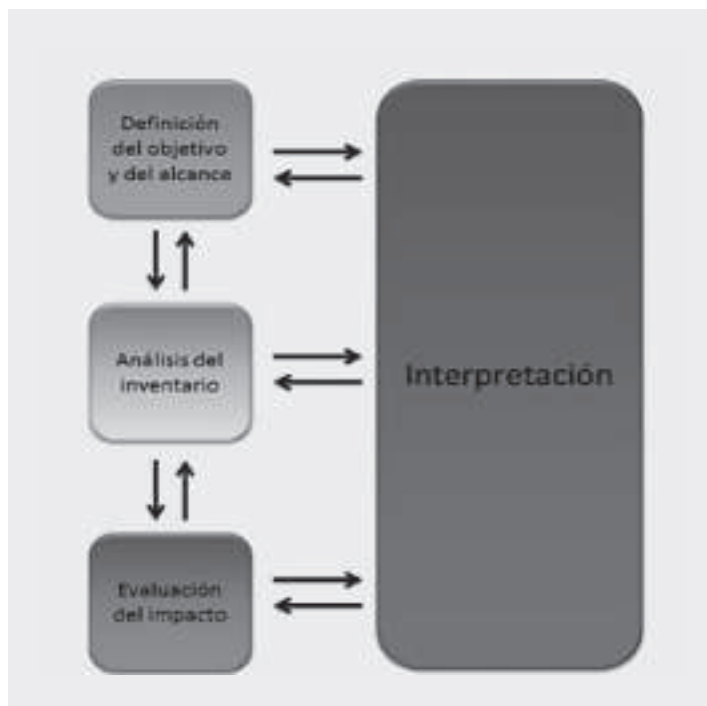 Definición
del objetivo
y del alcance
Análisis del
inventario
Interpretación
Evaluación
del impacto